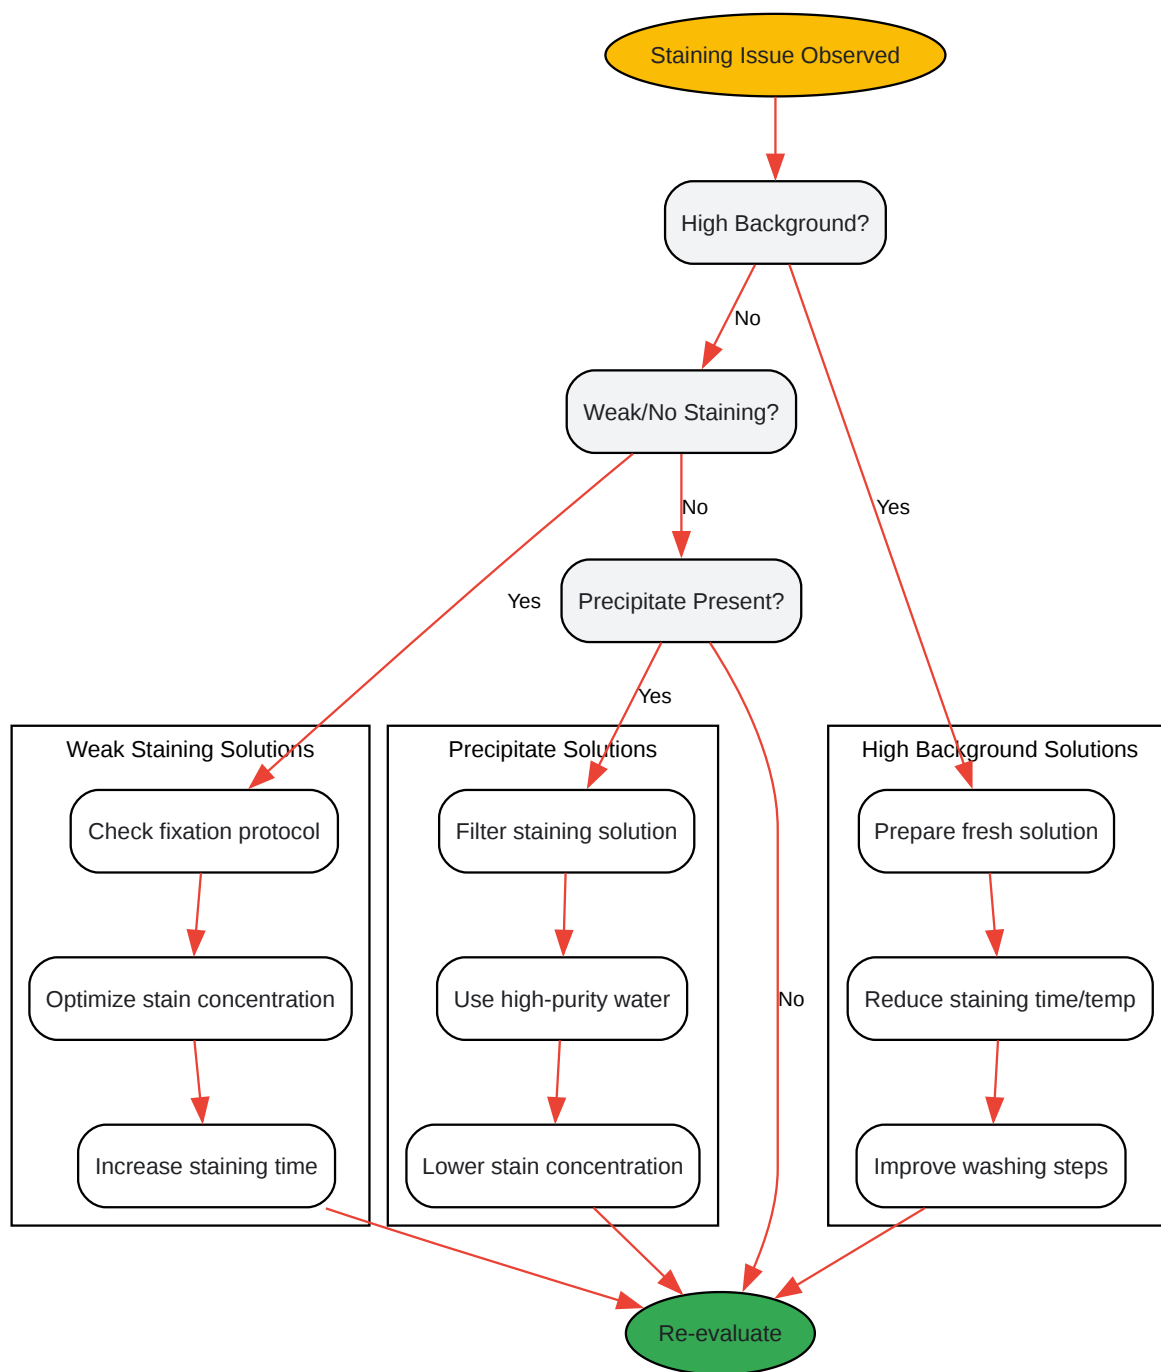 Staining Issue Observed
High Background?
No
Weak/No Staining?
No
Yes
Yes
Precipitate Present?
Yes
Weak Staining Solutions
Precipitate Solutions
High Background Solutions
Check fixation protocol
Filter staining solution
Prepare fresh solution
Optimize stain concentration
Use high-purity water
No
Reduce staining time/temp
Increase staining time
Lower stain concentration
Improve washing steps
Re-evaluate